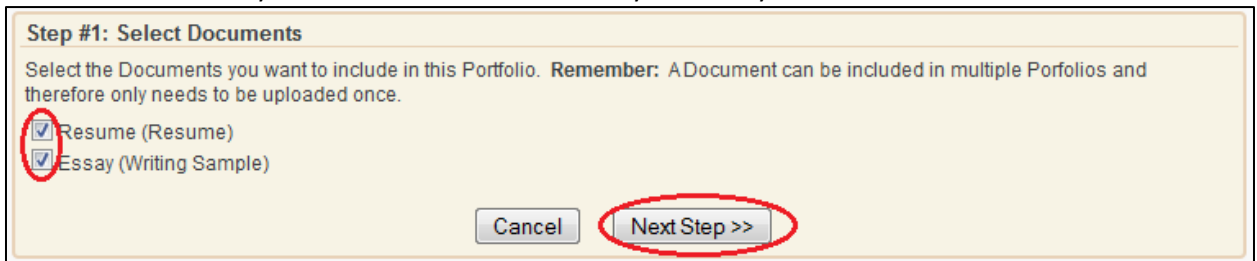 Step #1: Select Documents
Select the Documents you want to include in this Portfolio. Remember: A Document can be included in multiple Porfolios and
therefore only needs to be uploaded once.
Resume (Resume)
Essay (Writing Sample)
Cancel Next Step >>